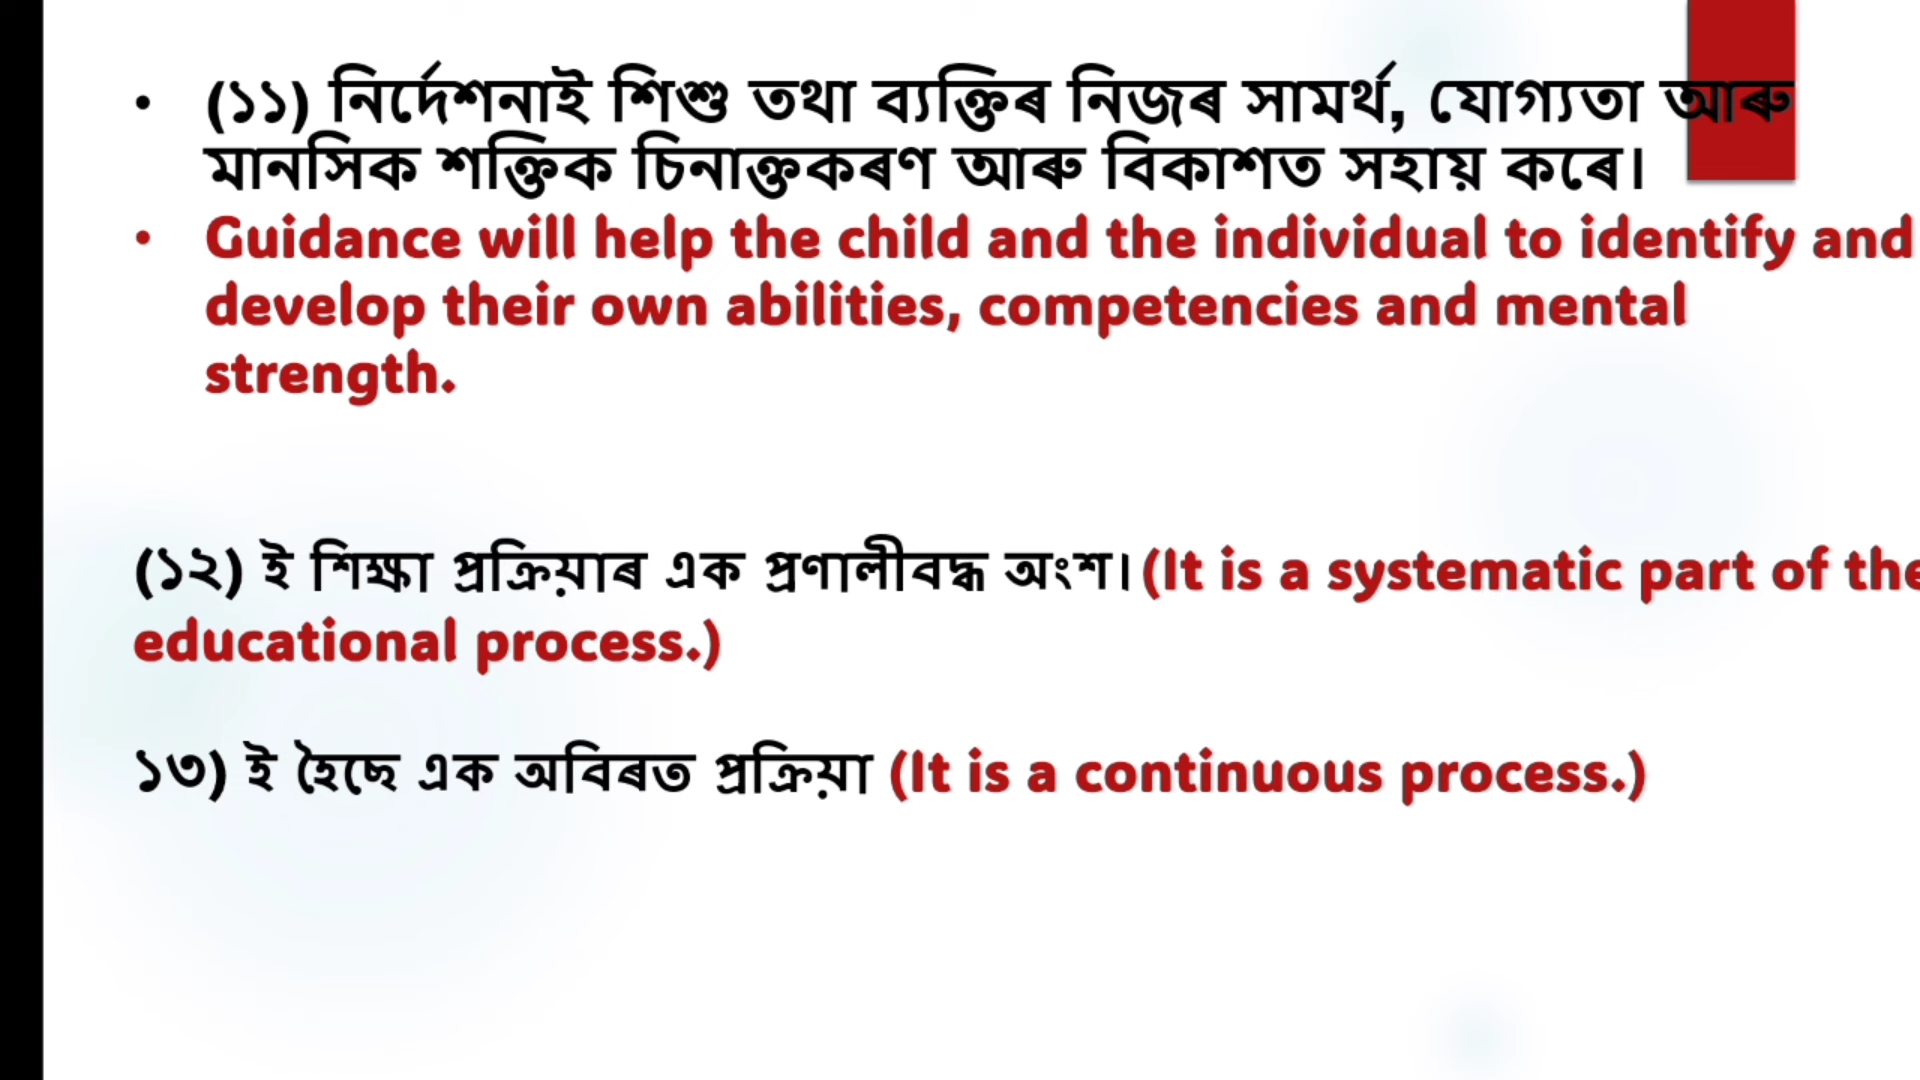 • (১১) নিৰ্দেশনাই শিশু তথা ব্যক্তিৰ নিজৰ সামৰ্থ, যোগ্যতা আৰু
মানসিক শক্তিক চিনাক্তকৰণ আৰু বিকাশত সহায় কৰে।
• Guidance will help the child and the individual to identify and
develop their own abilities, competencies and mental
strength.
(১২) ই শিক্ষা প্ৰক্ৰিয়াৰ এক প্ৰণালীবদ্ধ অংশ। (It is a systematic part of the
educational process.)
১৩) ই হৈছে এক অবিৰত প্ৰক্ৰিয়া (It is a continuous process.)